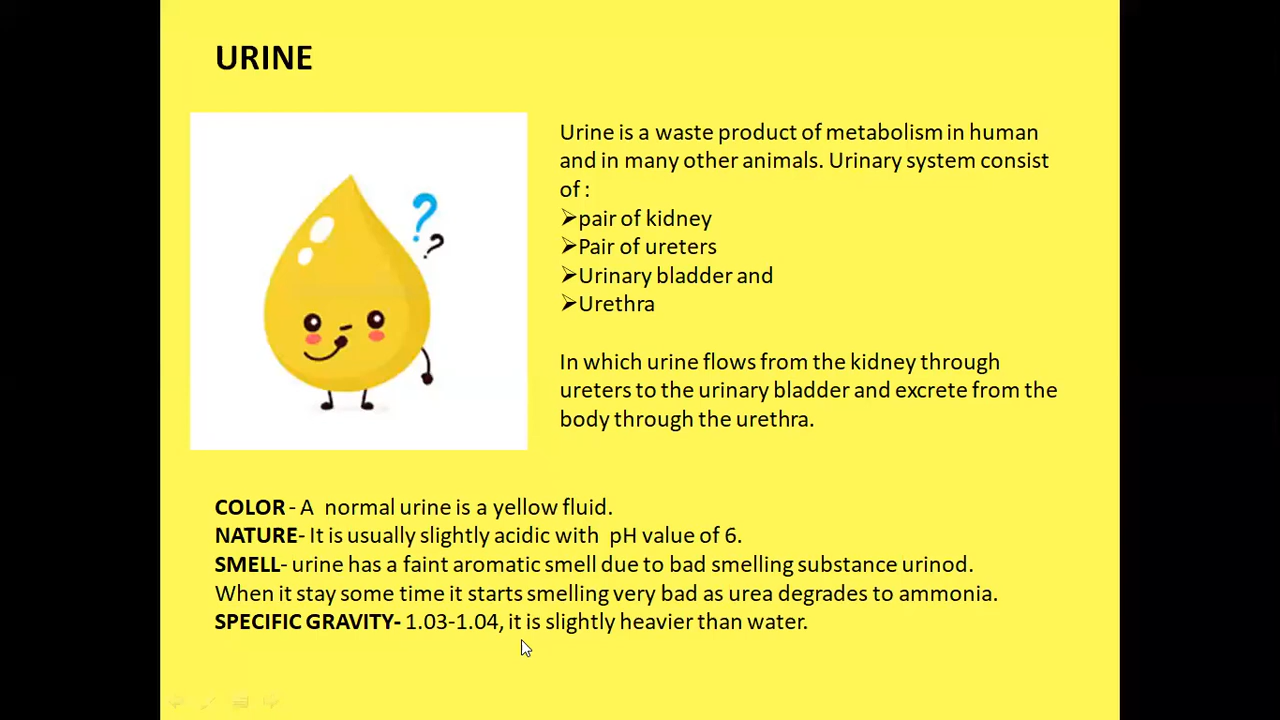 URINE
Urine is a waste product of metabolism in human
and in many other animals. Urinary system consist
of :
➢pair of kidney
➢Pair of ureters
➢Urinary bladder and
➢Urethra
In which urine flows from the kidney through
ureters to the urinary bladder and excrete from the
body through the urethra.
??
COLOR - A  normal urine is a yellow fluid.
NATURE- It is usually slightly acidic with  pH value of 6.
SMELL- urine has a faint aromatic smell due to bad smelling substance urinod.
When it stay some time it starts smelling very bad as urea degrades to ammonia.
SPECIFIC GRAVITY- 1.03-1.04, it is slightly heavier than water.